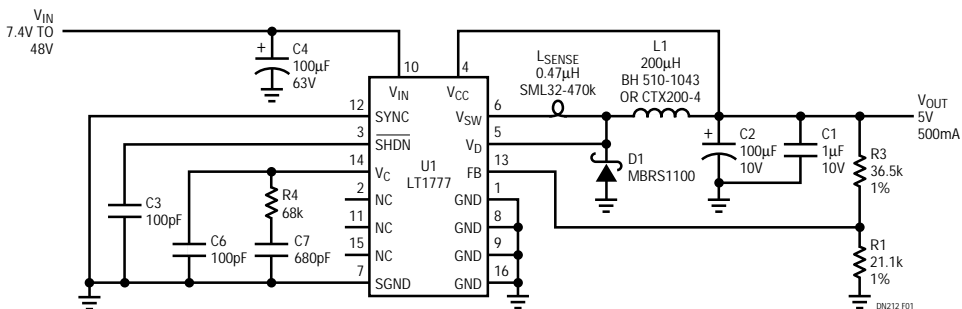 VIN
7.4V TO
48V
+
C4
100µF
63V
10
4
LSENSE
0.47µH
SML32-470k
L1
200µH
BH 510-1043
OR CTX200-4
VIN
VCC
12
SYNC
VSW
6
3
SHDN
VD
5
14
VC
FB
13
U1
LT1777
2
NC
GND
1
11
NC
GND
8
15
NC
GND
9
7
SGND
GND
16
C3
100pF
C6
100pF
R4
68k
C7
680pF
D1
MBRS1100
+
C2
100µF
10V
C1
1µF
10V
VOUT
5V
500mA
R3
36.5k
1%
R1
21.1k
1%
DN212 F01